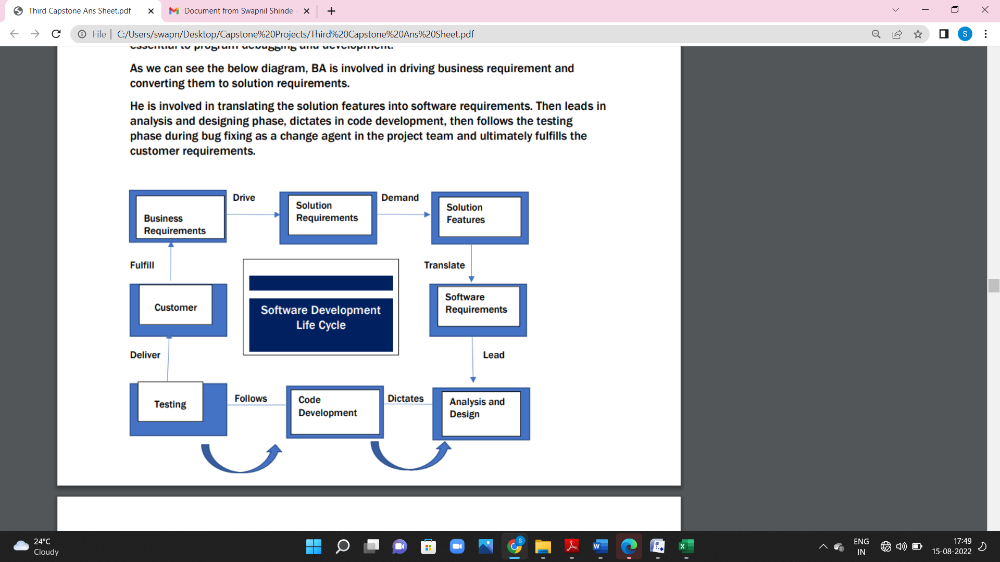 Third Capstone Ans Sheet.pdf
Document from Swapnil Shinde
File
C:/Users/swapn/Desktop/Capstone%20Projects/Third%20Capstone%20Ans%20Sheet.pdf
S
essential to program debugging and development.
As we can see the below diagram, BA is involved in driving business requirement and
converting them to solution requirements.
He is involved in translating the solution features into software requirements. Then leads in
analysis and designing phase, dictates in code development, then follows the testing
phase during bug fixing as a change agent in the project team and ultimately fulfills the
customer requirements.
Business
Requirements
Drive
Solution
Requirements
Demand
Solution
Features
Fulfill
Translate
Customer
Software Development
Life Cycle
Software
Requirements
Deliver
Lead
Testing
Follows
Code
Development
Dictates
Analysis and
Design
24°C
Cloudy
S
ENG
IN
17:49
15-08-2022